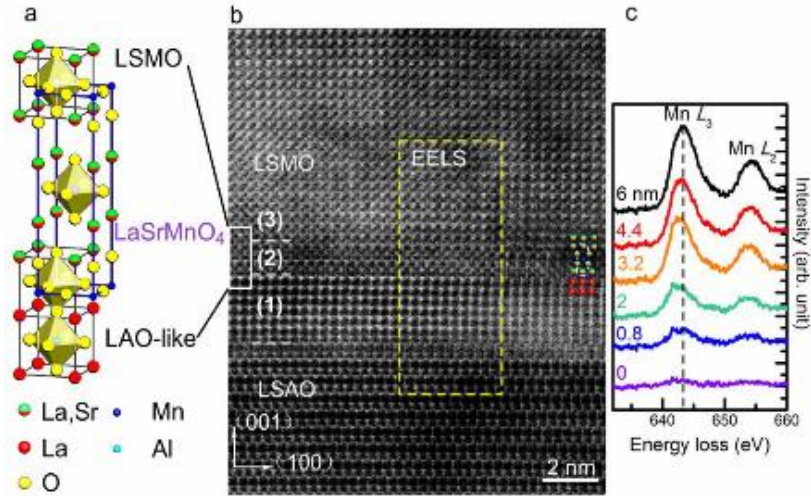 a
LSMO
LaSrMnO4
LAO-like
La,Sr
Mn
La
Al
O
b
LSMO
EELS
(3)
(2)
(1)
LSAO
(001)
(100)
2 nm
c
Mn L3
Mn L2
6 nm
4.4
3.2
2
0.8
0
640
650
660
Energy loss (eV)
Intensity (arb. unit)